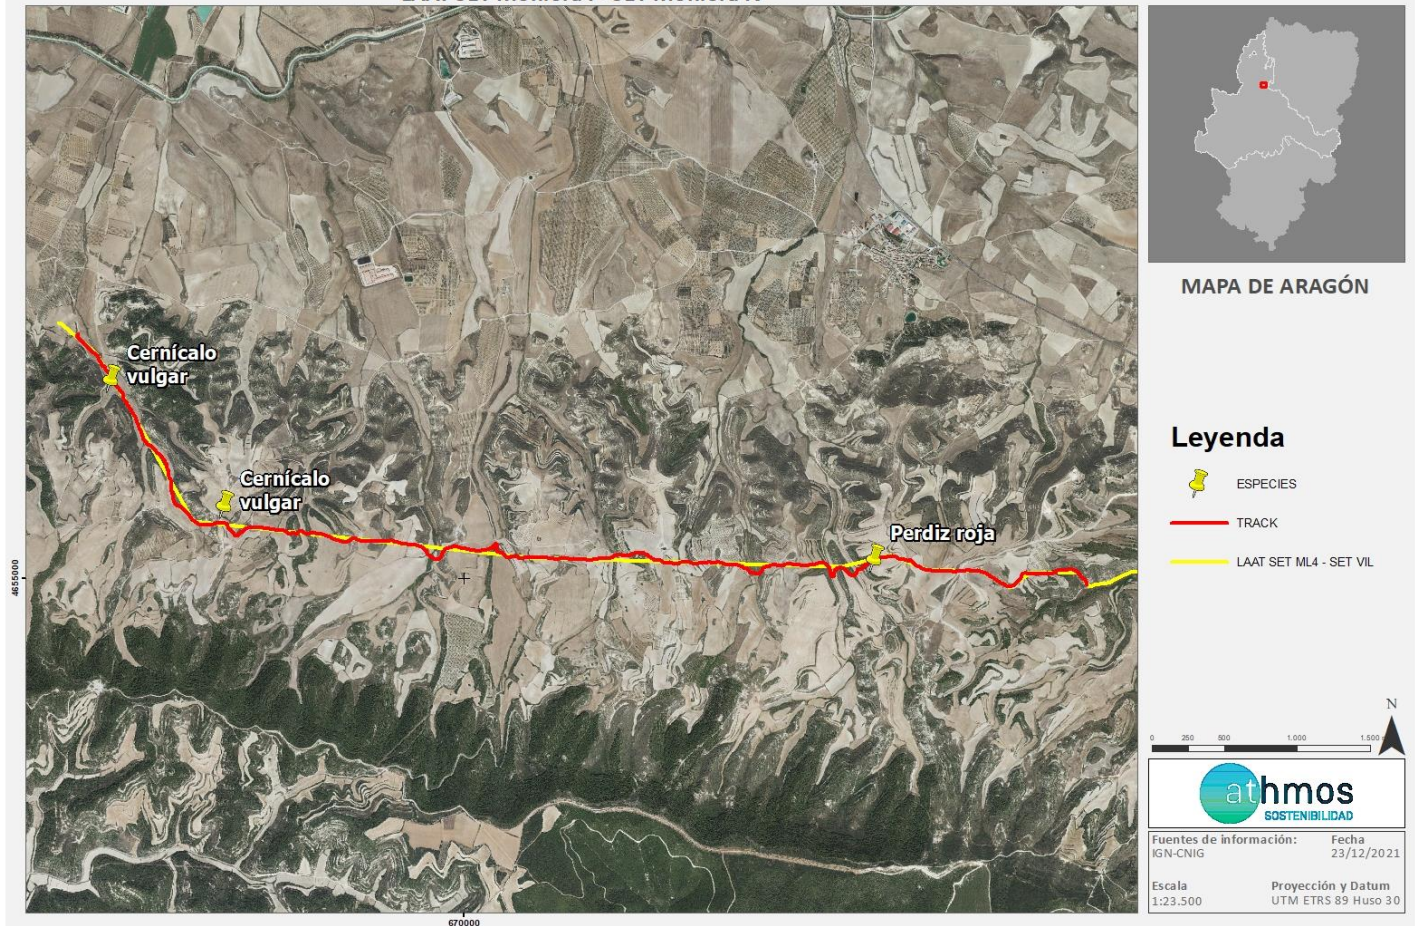 MAPA DE ARAGÓN
Cernícalo
vulgar
Cernícalo
vulgar
Perdiz roja
4655000
670000
Leyenda
ESPECIES
TRACK
LAAT SET ML4 - SET VIL
N
0 250 500 1.000 1.500
athmos
SOSTENIBILIDAD
Fuentes de información: Fecha
IGN-CNIG 23/12/2021
Escala Proyección y Datum
1:23.500 UTM ETRS 89 Huso 30